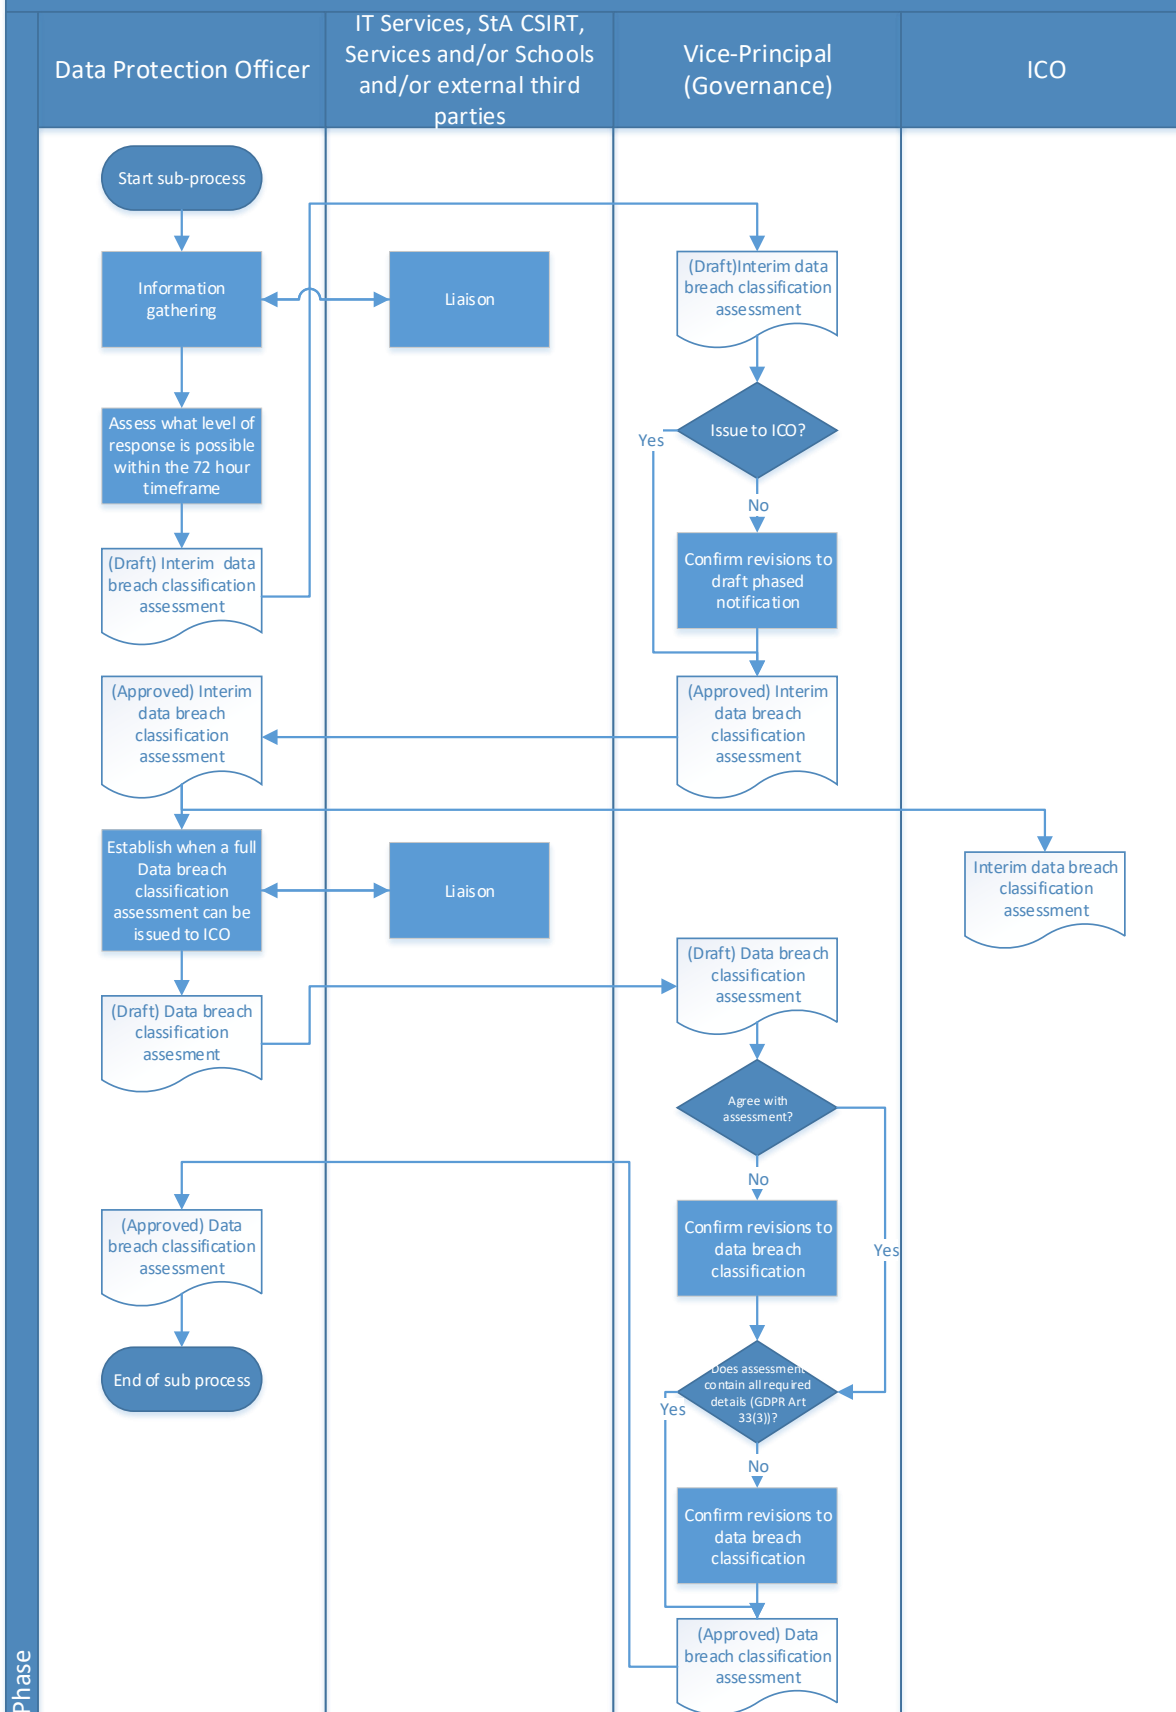 Data Protection Officer
IT Services, StA CSIRT,
Services and/or Schools
and/or external third
parties
Vice-Principal
(Governance)
ICO
Start sub-process
Information
gathering
Liaison
(Draft)Interim data
breach classification
assessment
Assess what level of
response is possible
within the 72 hour
timeframe
Issue to ICO?
Yes
No
(Draft) Interim data
breach classification
assessment
Confirm revisions to
draft phased
notification
(Approved) Interim
data breach
classification
assessment
(Approved) Interim
data breach
classification
assessment
Establish when a full
Data breach
classification
assessment can be
issued to ICO
Liaison
Interim data breach
classification
assessment
(Draft) Data breach
classification
assessment
(Draft) Data breach
classification
assesment
Agree with
assessment?
No
Yes
(Approved) Data
breach classification
assessment
Confirm revisions to
data breach
classification
End of sub process
Does assessment
contain all required
details (GDPR Art
33(3))?
Yes
No
Confirm revisions to
data breach
classification
(Approved) Data
breach classification
assessment
Phase